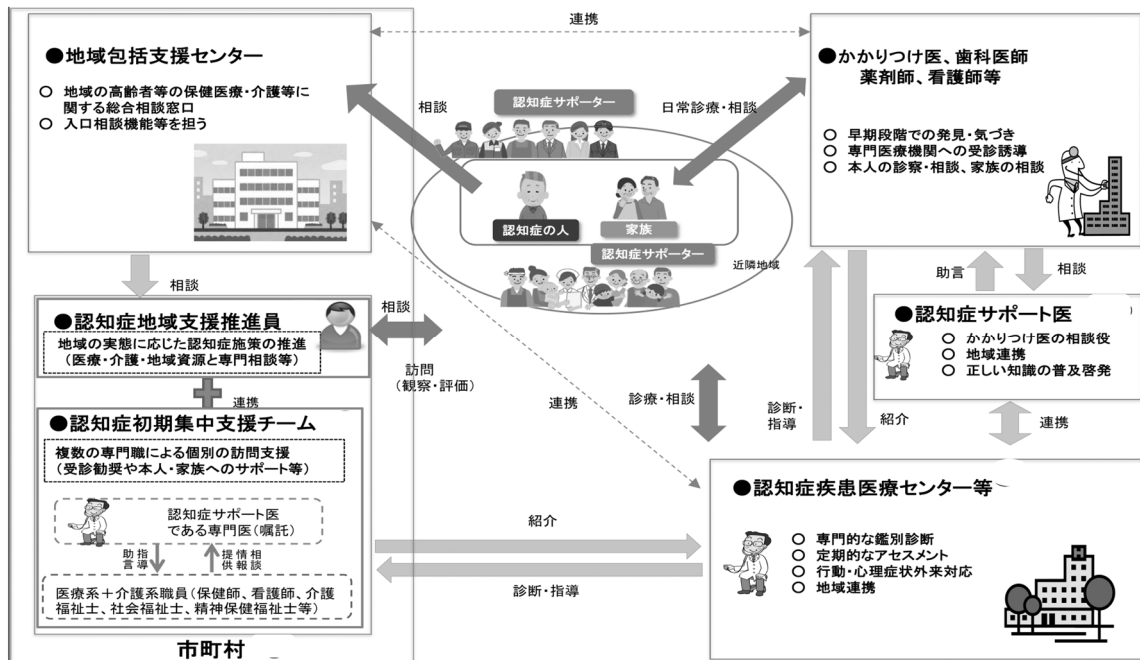 連携
●地域包括支援センター
○ 地域の高齢者等の保健医療・介護等に
関する総合相談窓口
○ 入口相談機能等を担う
相談
認知症サポーター
日常診療・相談
●かかりつけ医、歯科医師
薬剤師、看護師等
○ 早期段階での発見・気づき
○ 専門医療機関への受診誘導
○ 本人の診察・相談、家族の相談
認知症の人
家族
認知症サポーター
近隣地域
相談
助言
相談
●認知症地域支援推進員
地域の実態に応じた認知症施策の推進
(医療・介護・地域資源と専門相談等)
相談
訪問
(観察・評価)
●認知症サポート医
○ かかりつけ医の相談役
○ 地域連携
○ 正しい知識の普及啓発
連携
連携
診療・相談
診断・
指導
紹介
連携
●認知症初期集中支援チーム
複数の専門職による個別の訪問支援
(受診勧奨や本人・家族へのサポート等)
認知症サポート医
である専門医(嘱託)
助言
指導
提供
情報
相談
医療系+介護系職員(保健師、看護師、介護
福祉士、社会福祉士、精神保健福祉士等)
市町村
紹介
診断・指導
●認知症疾患医療センター等
○ 専門的な鑑別診断
○ 定期的なアセスメント
○ 行動・心理症状外来対応
○ 地域連携
H